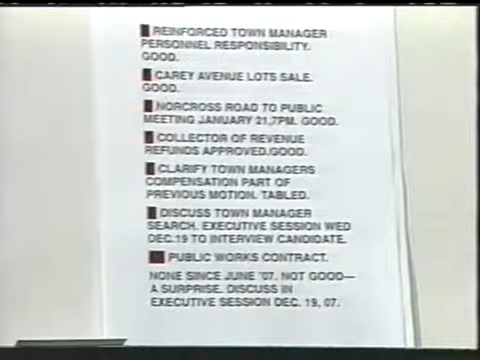 REINFORCED TOWN MANAGER
PERSONNEL RESPONSIBILITY.
GOOD.
CAREY AVENUE LOTS SALE.
GOOD.
NORCROSS ROAD TO PUBLIC
MEETING JANUARY 21,7PM. GOOD.
COLLECTOR OF REVENUE
REFUNDS APPROVED.GOOD.
CLARIFY TOWN MANAGERS
COMPENSATION PART OF
PREVIOUS MOTION. TABLED.
DISCUSS TOWN MANAGER
SEARCH. EXECUTIVE SESSION WED
DEC.19 TO INTERVIEW CANDIDATE.
PUBLIC WORKS CONTRACT.
NONE SINCE JUNE '07. NOT GOOD—
A SURPRISE. DISCUSS IN
EXECUTIVE SESSION DEC. 19, 07.